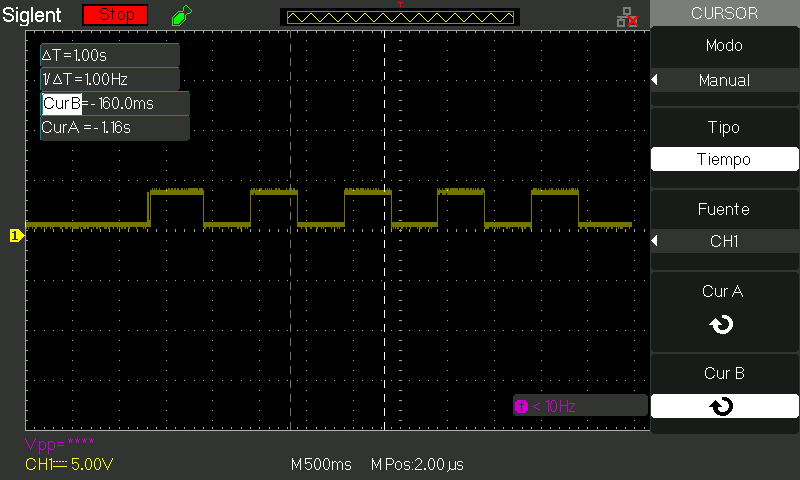 Siglent Stop T CURSOR
ΔT=1.00s
1/ΔT=1.00Hz
CurB=-160.0ms
CurA =-1.16s
Modo
Manual
Tipo
Tiempo
Fuente
CH1
Cur A
Cur B
1
T < 10Hz
Vpp=****
CH1 5.00V M500ms M Pos:2.00µs